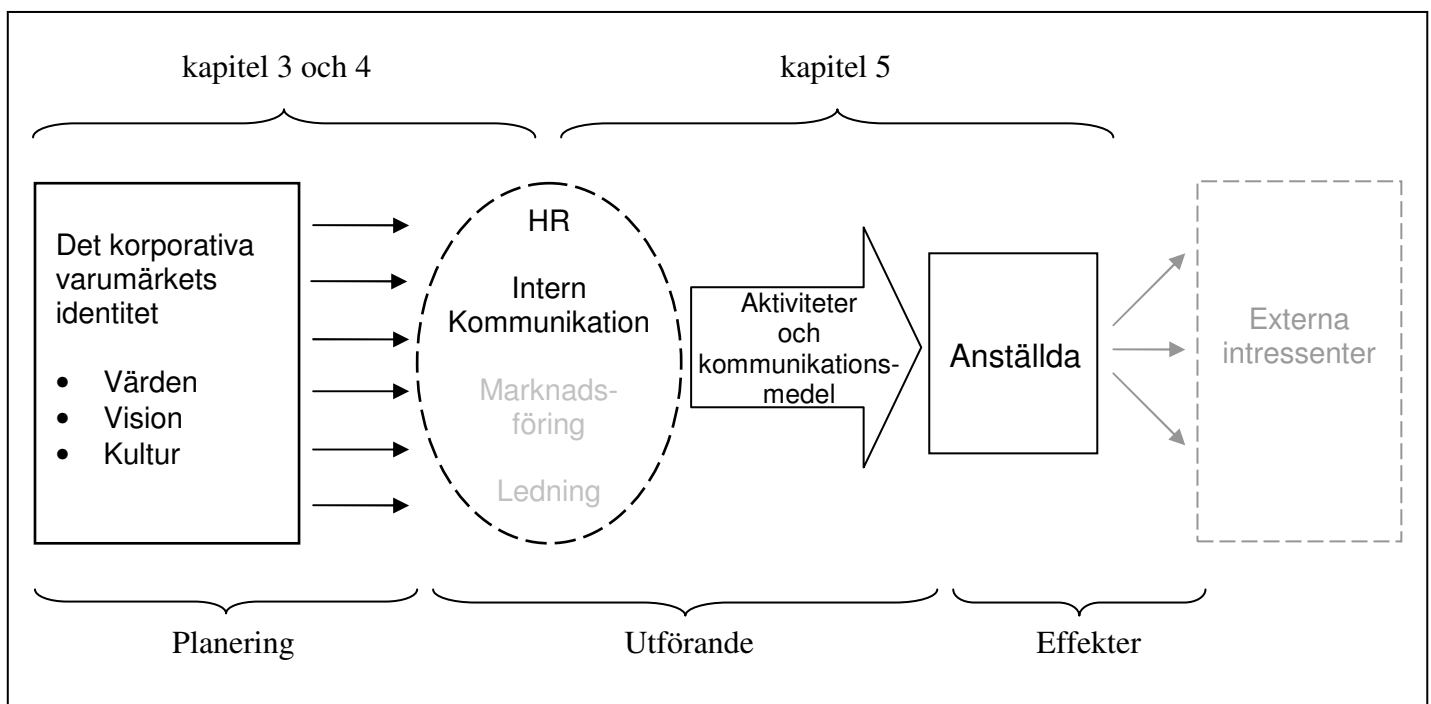 kapitel 3 och 4
kapitel 5
Det korporativa
varumärkets
identitet
• Värden
• Vision
• Kultur
HR
Intern
Kommunikation
Marknads-
föring
Ledning
Aktiviteter
och
kommunikations-
medel
Anställda
Externa
intressenter
Planering
Utförande
Effekter